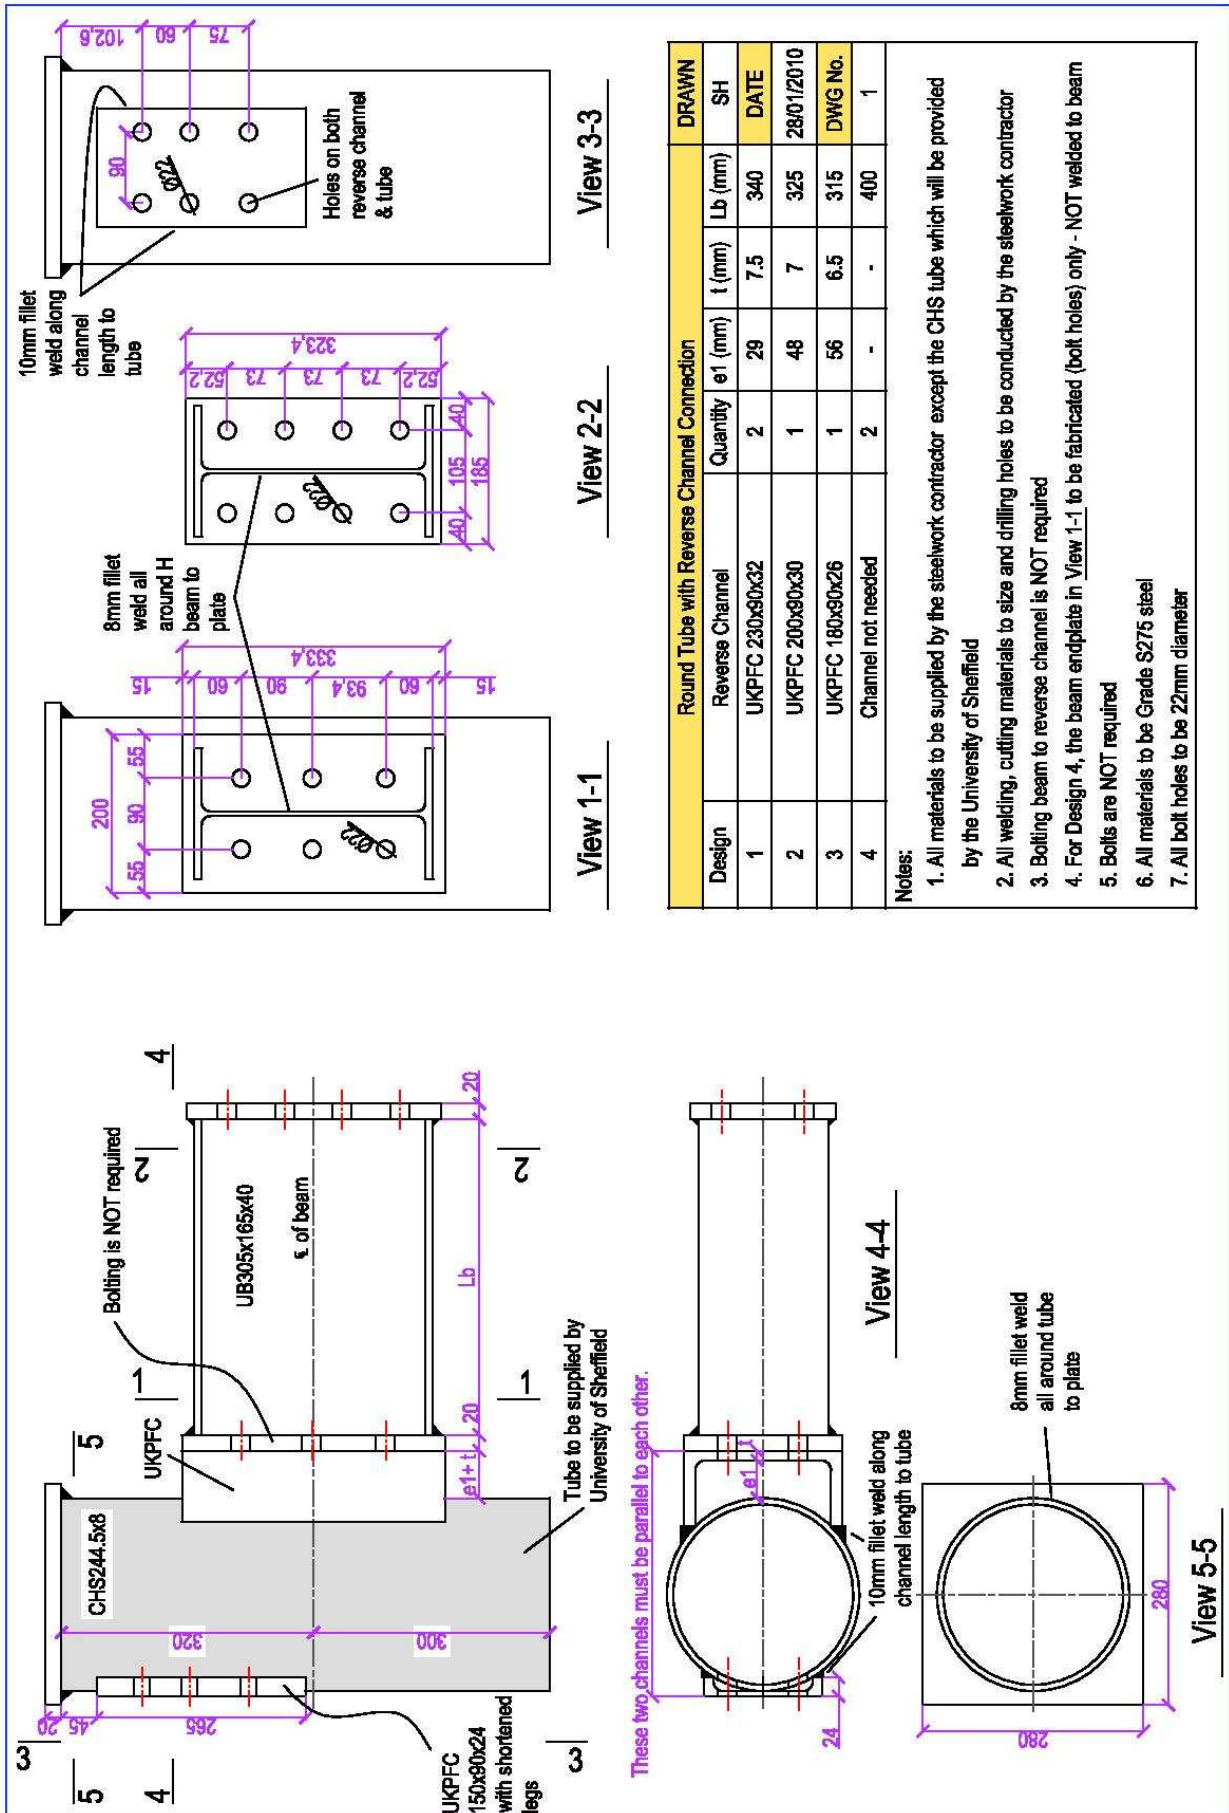 3
5
4
20
45
265
UKPFC
150x90x24
with shortened
legs
3
CHS244.5x8
320
300
5
UKPFC
e1+t
20
Tube to be supplied by
University of Sheffield
1
1
Bolting is NOT required
2
2
UB305x165x40
℄ of beam
Lb
20
4
These two channels must be parallel to each other.
24
e1
t
10mm fillet weld along
channel length to tube
View 4-4
280
280
8mm fillet weld
all around tube
to plate
View 5-5
200
55
90
55
15
60
90
93,4
60
15
333,4
Ø22
View 1-1
8mm fillet
weld all
around H
beam to
plate
52,2
73
73
73
52,2
323,4
Ø22
40
105
40
185
View 2-2
10mm fillet
weld along
channel
length to
tube
102,6
60
75
90
Ø22
Holes on both
reverse channel
& tube
View 3-3
Round Tube with Reverse Channel Connection DRAWN
Design Reverse Channel Quantity e1 (mm) t (mm) Lb (mm) SH
1 UKPFC 230x90x32 2 29 7.5 340 DATE
2 UKPFC 200x90x30 1 48 7 325 28/01/2010
3 UKPFC 180x90x26 1 56 6.5 315 DWG No.
4 Channel not needed 2 - - 400 1
Notes:
1. All materials to be supplied by the steelwork contractor except the CHS tube which will be provided
by the University of Sheffield
2. All welding, cutting materials to size and drilling holes to be conducted by the steelwork contractor
3. Bolting beam to reverse channel is NOT required
4. For Design 4, the beam endplate in View 1-1 to be fabricated (bolt holes) only - NOT welded to beam
5. Bolts are NOT required
6. All materials to be Grade S275 steel
7. All bolt holes to be 22mm diameter